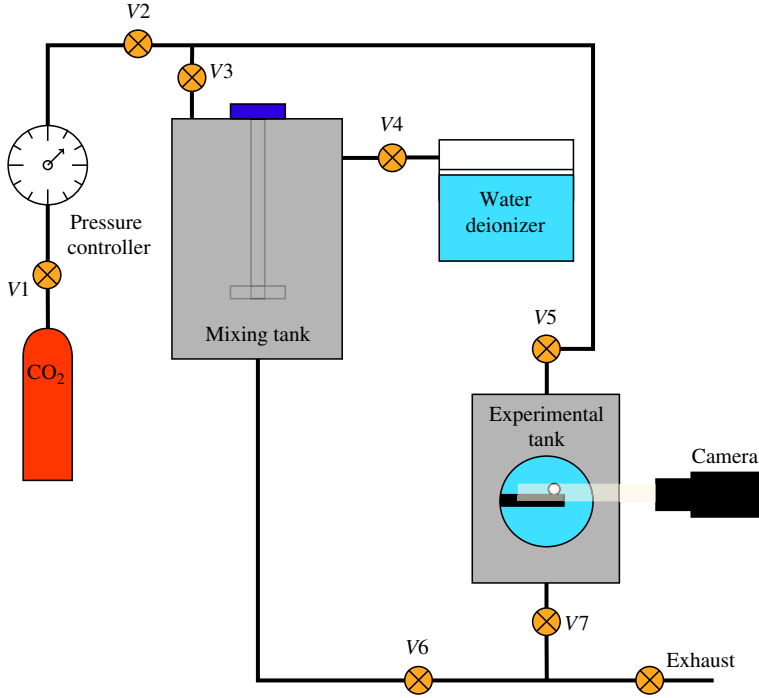 V2
V3
V4
Water
deionizer
Pressure
controller
V1
Mixing tank
V5
CO₂
Experimental
tank
Camera
V7
V6
Exhaust